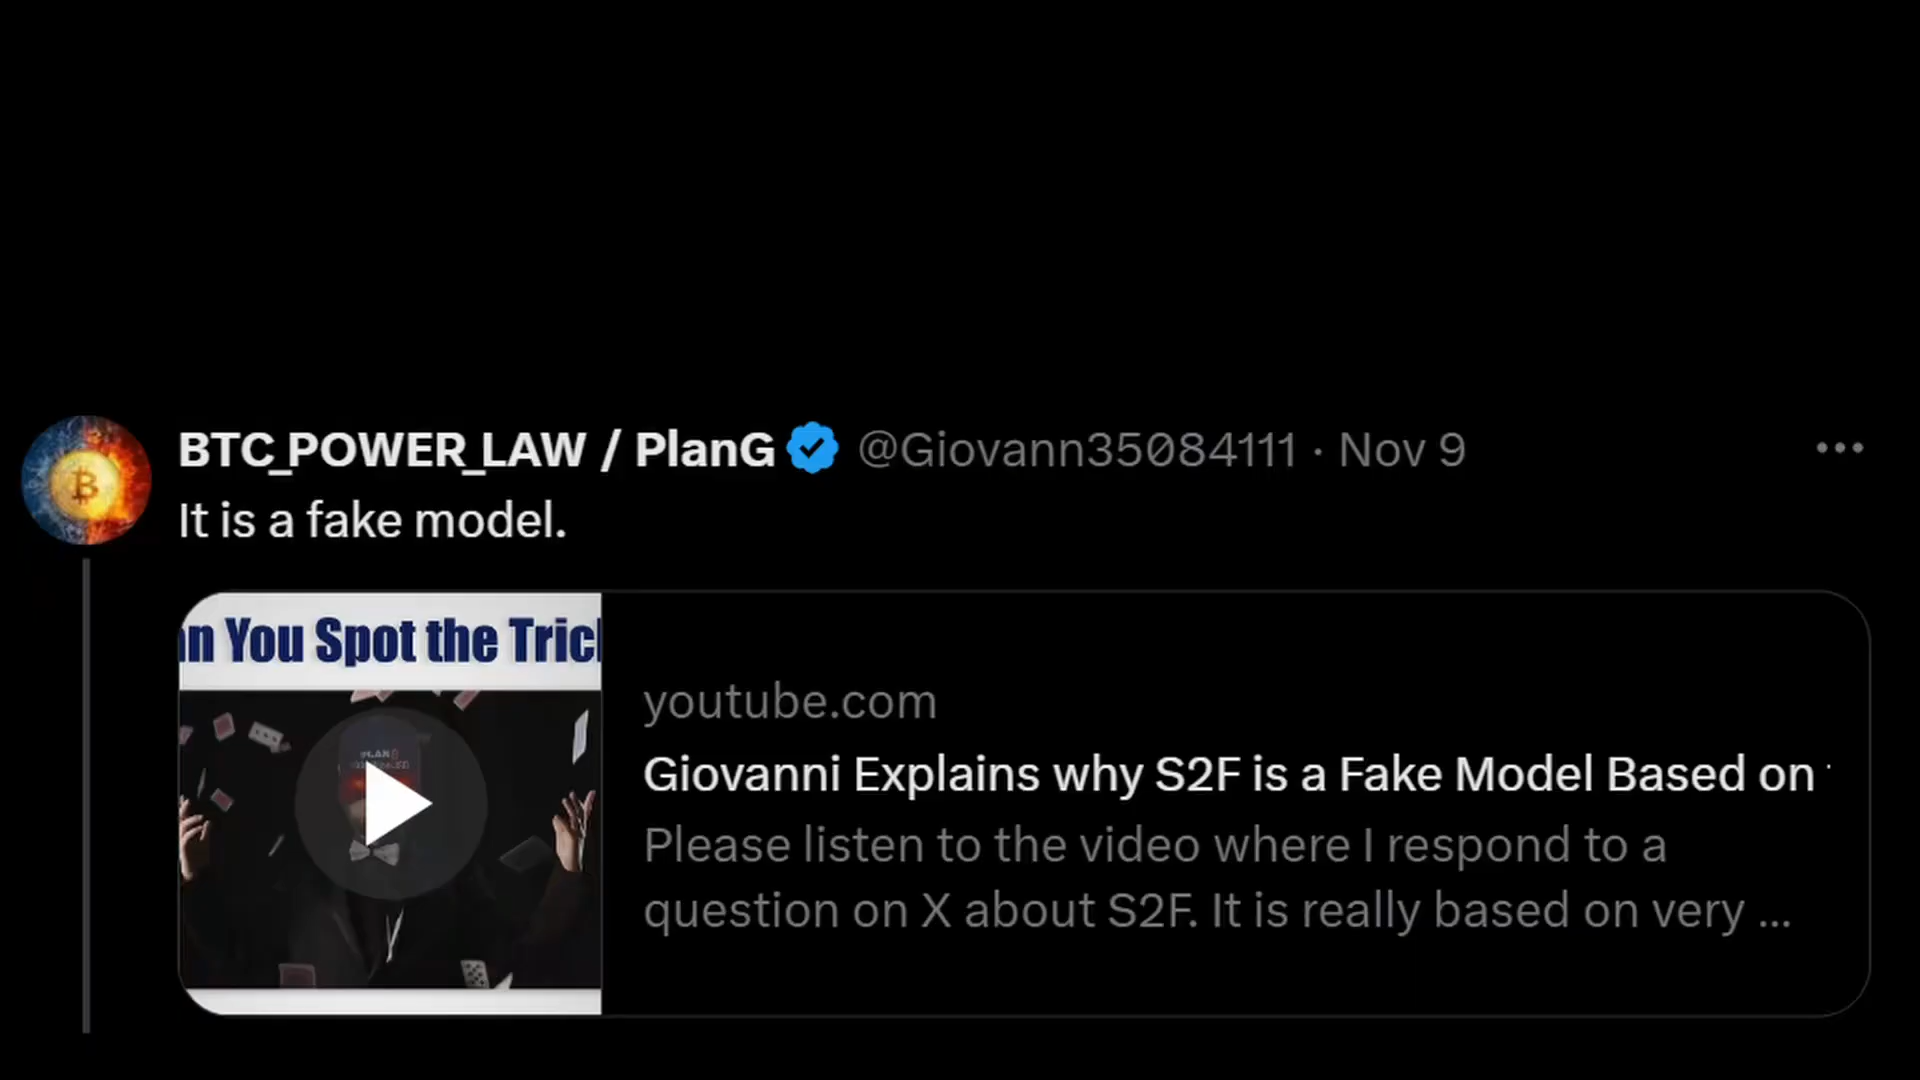 BTC_POWER_LAW / PlanG @Giovann35084111 · Nov 9
It is a fake model.
n You Spot the Tric
PLAN
youtube.com
Giovanni Explains why S2F is a Fake Model Based on
Please listen to the video where I respond to a
question on X about S2F. It is really based on very ...